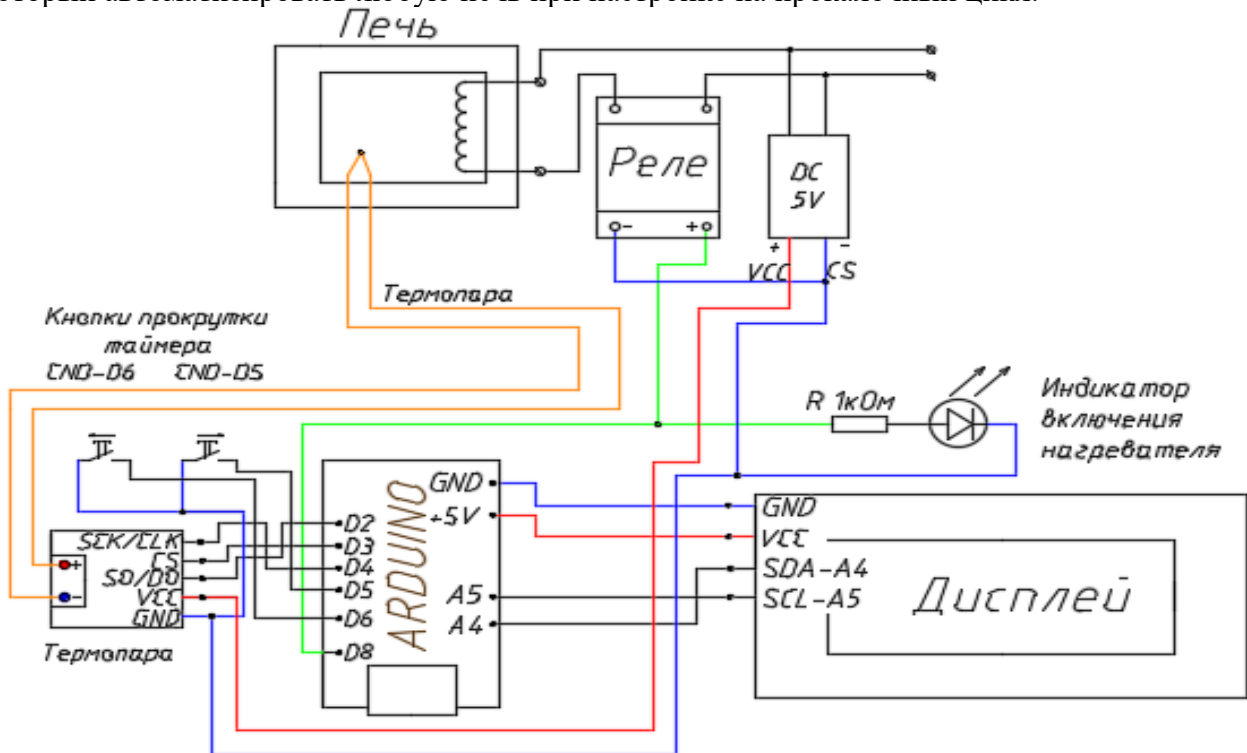 Печь
Реле
- +
DC
5V
+ -
VCC CS
Термопара
Кнопки прокрутки
таймера
GND-D6 GND-D5
R 1кОм
Индикатор
включения
нагревателя
ARDUINO
GND
+5V
D2
D3
D4
D5
D6
D8
A5
A4
SCK/CLK
CS
SO/DO
VCC
GND
+
-
Термопара
GND
VCC
SDA-A4
SCL-A5
Дисплей